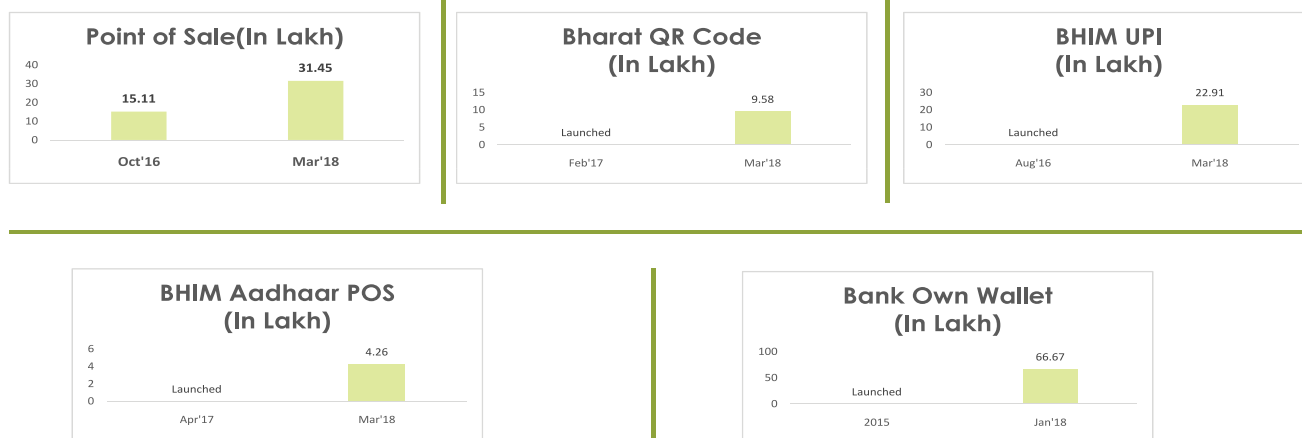 Point of Sale(In Lakh)
40
30
20
10
0
15.11
31.45
Oct'16
Mar'18
Bharat QR Code
(In Lakh)
15
10
5
0
Launched
9.58
Feb'17
Mar'18
BHIM UPI
(In Lakh)
30
20
10
0
Launched
22.91
Aug'16
Mar'18
BHIM Aadhaar POS
(In Lakh)
6
4
2
0
Launched
4.26
Apr'17
Mar'18
Bank Own Wallet
(In Lakh)
100
50
0
Launched
66.67
2015
Jan'18